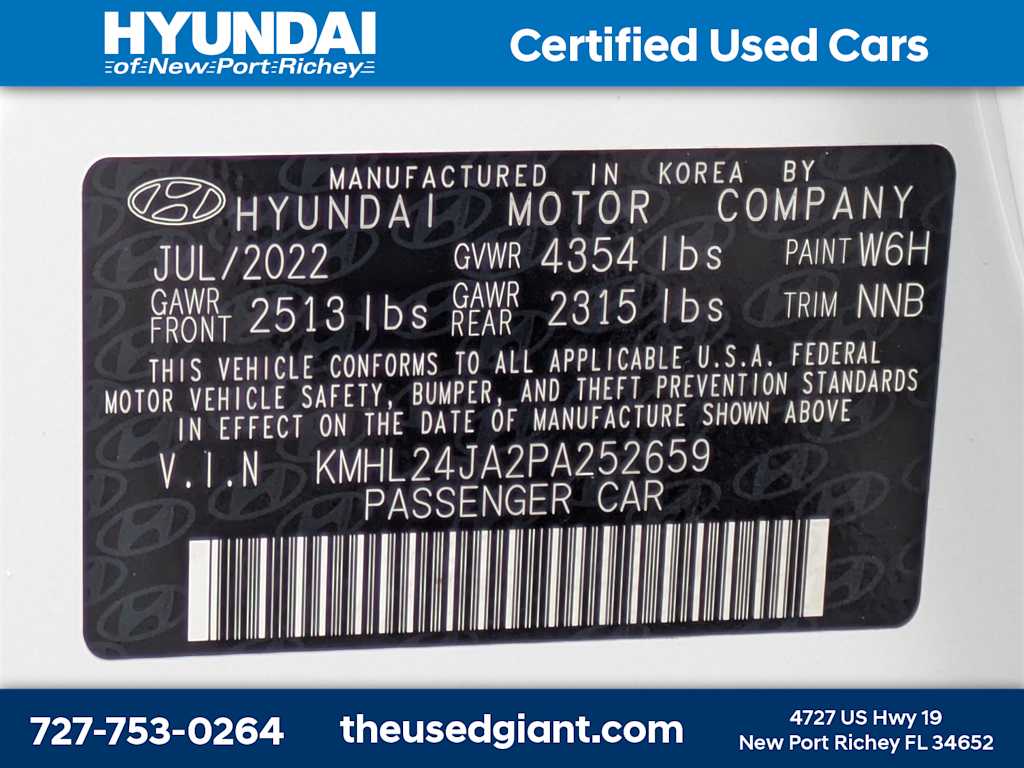 HYUNDAI
of New Port Richey
Certified Used Cars
MANUFACTURED IN KOREA BY
HYUNDAI MOTOR COMPANY
JUL/2022 GVWR 4354 lbs PAINT W6H
GAWR FRONT 2513 lbs GAWR REAR 2315 lbs TRIM NNB
THIS VEHICLE CONFORMS TO ALL APPLICABLE U.S.A. FEDERAL
MOTOR VEHICLE SAFETY, BUMPER, AND THEFT PREVENTION STANDARDS
IN EFFECT ON THE DATE OF MANUFACTURE SHOWN ABOVE
V.I.N KMHL24JA2PA252659
PASSENGER CAR
727-753-0264
theusedgiant.com
4727 US Hwy 19
New Port Richey FL 34652